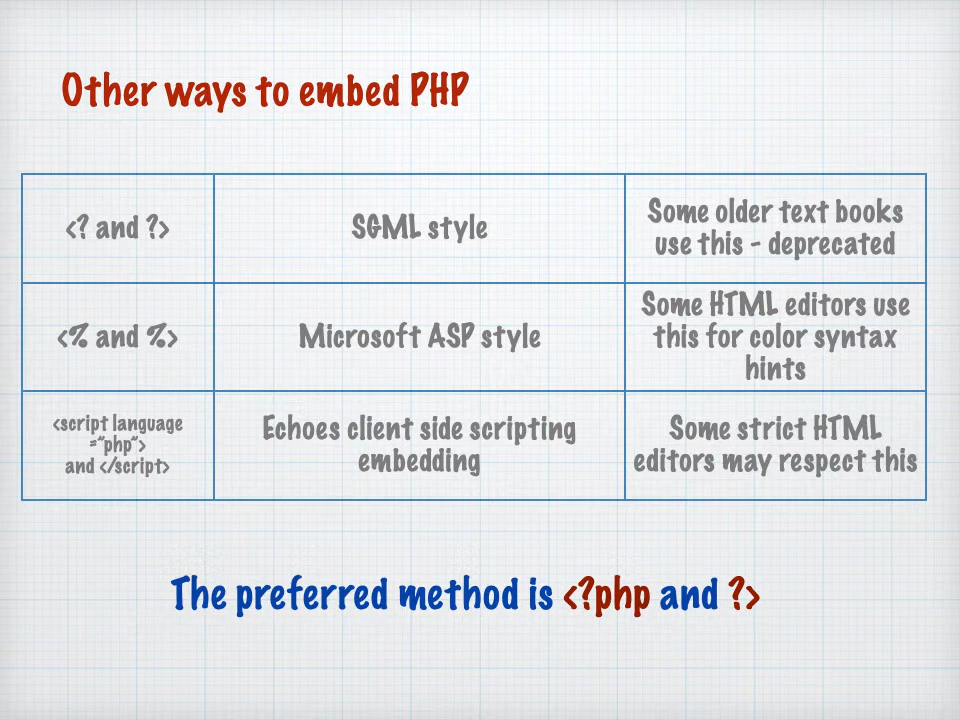 Other ways to embed PHP
<? and ?>
SGML style
Some older text books
use this - deprecated
<% and %>
Microsoft ASP style
Some HTML editors use
this for color syntax
hints
<script language
="php">
and </script>
Echoes client side scripting
embedding
Some strict HTML
editors may respect this
The preferred method is <?php and ?>